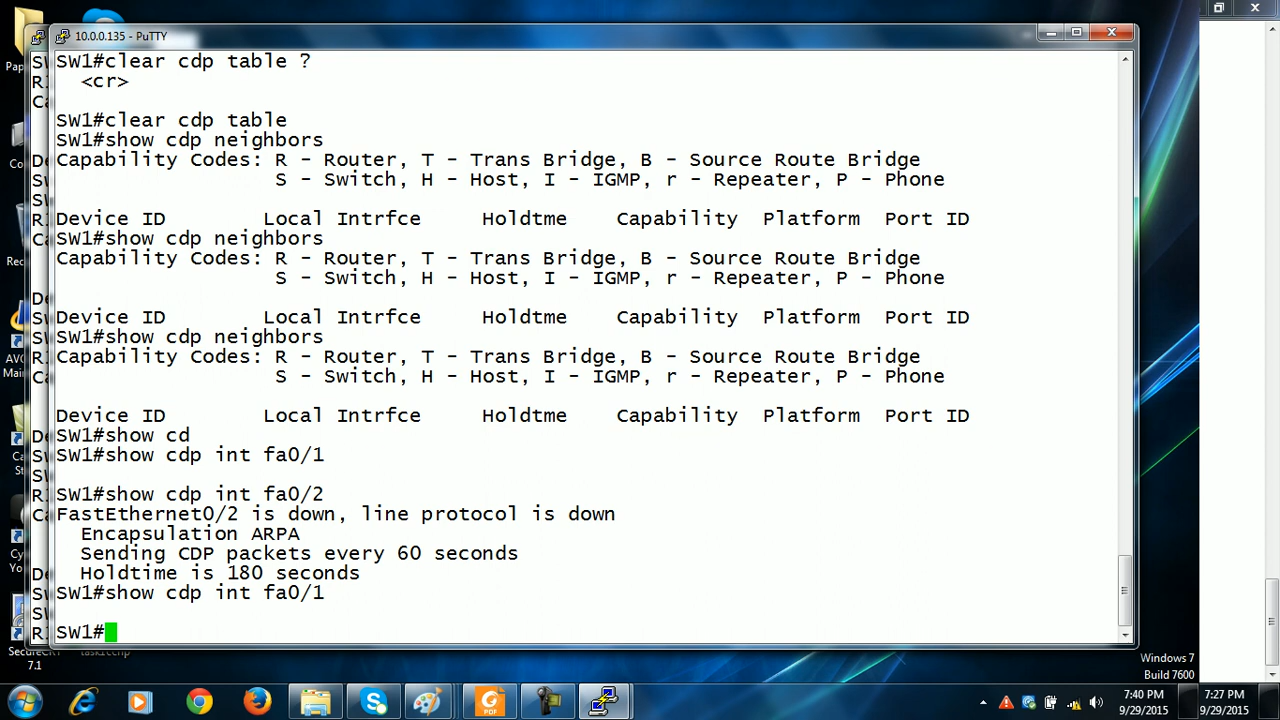 10.0.0.135 - PuTTY
SW1#clear cdp table ?
<cr>
SW1#clear cdp table
SW1#show cdp neighbors
Capability Codes: R - Router, T - Trans Bridge, B - Source Route Bridge
S - Switch, H - Host, I - IGMP, r - Repeater, P - Phone
Device ID Local Intrfce Holdtme Capability Platform Port ID
SW1#show cdp neighbors
Capability Codes: R - Router, T - Trans Bridge, B - Source Route Bridge
S - Switch, H - Host, I - IGMP, r - Repeater, P - Phone
Device ID Local Intrfce Holdtme Capability Platform Port ID
SW1#show cdp neighbors
Capability Codes: R - Router, T - Trans Bridge, B - Source Route Bridge
S - Switch, H - Host, I - IGMP, r - Repeater, P - Phone
Device ID Local Intrfce Holdtme Capability Platform Port ID
SW1#show cd
SW1#show cdp int fa0/1
SW1#show cdp int fa0/2
FastEthernet0/2 is down, line protocol is down
Encapsulation ARPA
Sending CDP packets every 60 seconds
Holdtime is 180 seconds
SW1#show cdp int fa0/1
SW1#
7.1
Windows 7
Build 7600
PDF
7:40 PM
9/29/2015
7:27 PM
9/29/2015